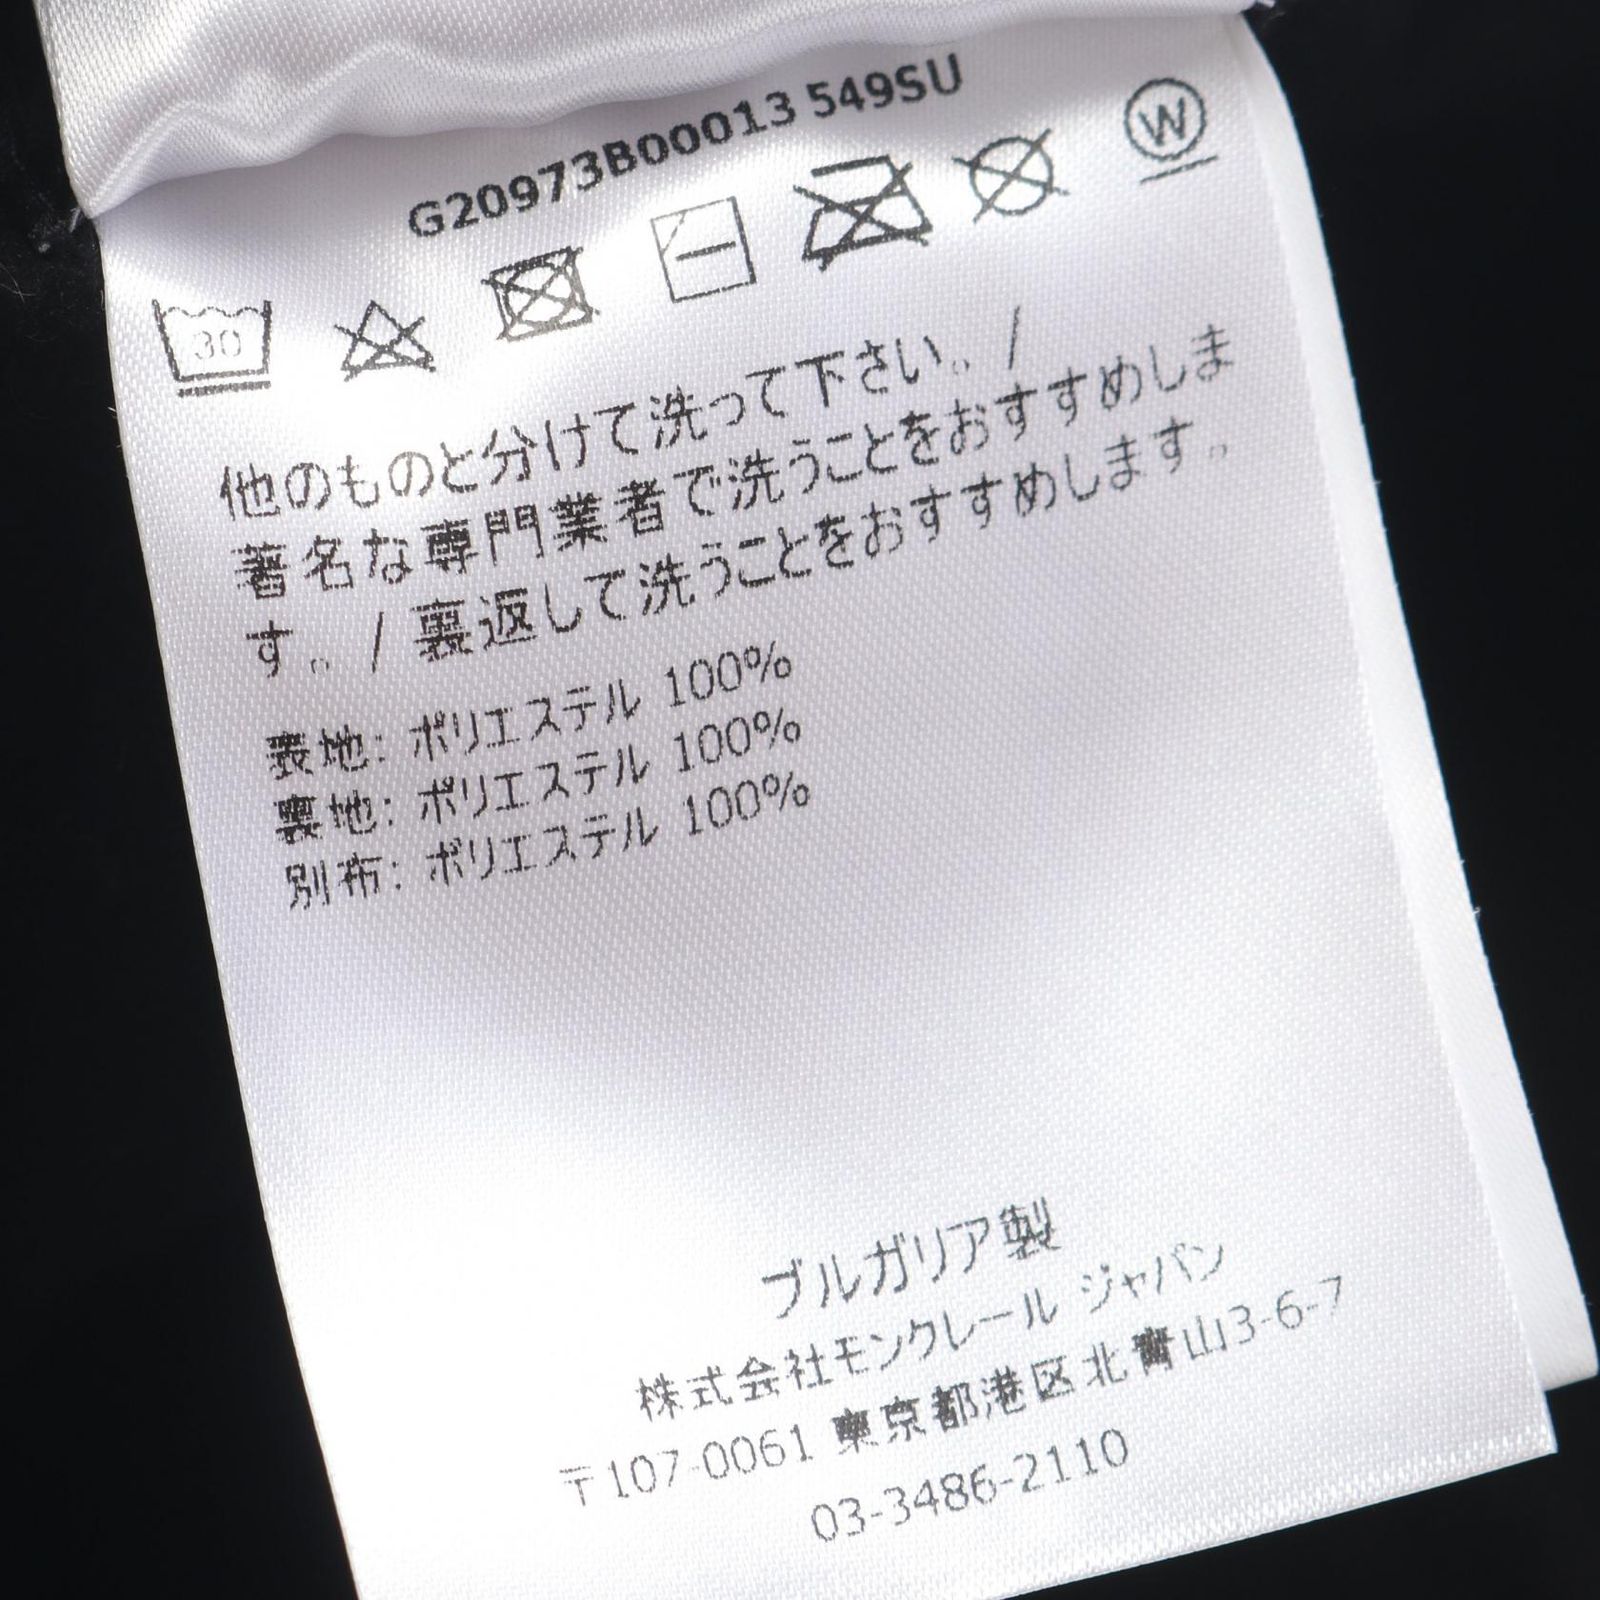 G20973B00013 549SU
30
W
他のものと分けて洗って下さい。/
著名な専門業者で洗うことをおすすめしま
す。/ 裏返して洗うことをおすすめします。
表地: ポリエステル 100%
裏地: ポリエステル 100%
別布: ポリエステル 100%
ブルガリア製
株式会社モンクレール ジャパン
〒107-0061 東京都港区北青山3-6-7
03-3486-2110